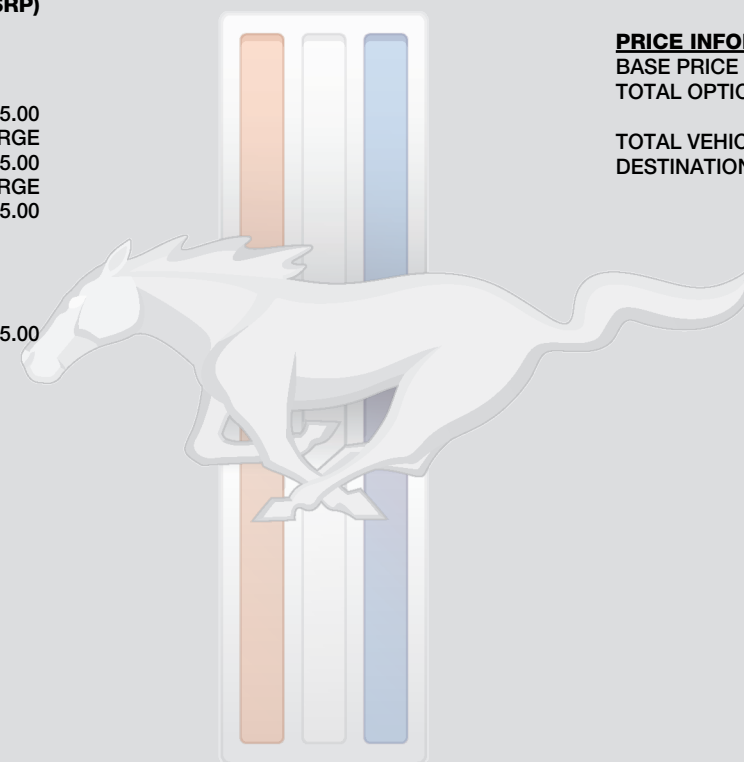 SRP)
5.00
RGE
5.00
RGE
5.00
5.00
PRICE INFO
BASE PRICE
TOTAL OPTIO
TOTAL VEHIC
DESTINATION